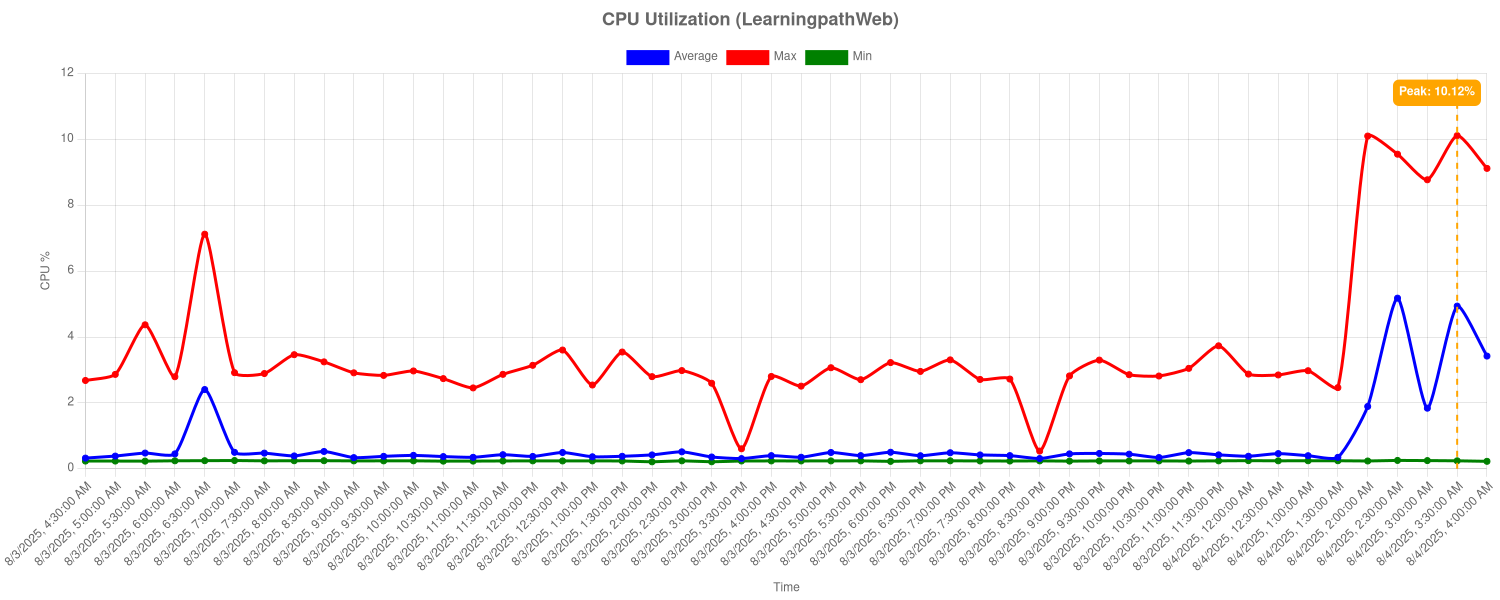 CPU Utilization (LearningpathWeb)
Average Max Min
Peak: 10.12%
12
10
8
6
4
2
0
CPU %
8/3/2025, 4:30:00 AM
8/3/2025, 5:00:00 AM
8/3/2025, 5:30:00 AM
8/3/2025, 6:00:00 AM
8/3/2025, 6:30:00 AM
8/3/2025, 7:00:00 AM
8/3/2025, 7:30:00 AM
8/3/2025, 8:00:00 AM
8/3/2025, 8:30:00 AM
8/3/2025, 9:00:00 AM
8/3/2025, 9:30:00 AM
8/3/2025, 10:00:00 AM
8/3/2025, 10:30:00 AM
8/3/2025, 11:00:00 AM
8/3/2025, 11:30:00 AM
8/3/2025, 12:00:00 PM
8/3/2025, 12:30:00 PM
8/3/2025, 1:00:00 PM
8/3/2025, 1:30:00 PM
8/3/2025, 2:00:00 PM
8/3/2025, 2:30:00 PM
8/3/2025, 3:00:00 PM
8/3/2025, 3:30:00 PM
8/3/2025, 4:00:00 PM
8/3/2025, 4:30:00 PM
8/3/2025, 5:00:00 PM
8/3/2025, 5:30:00 PM
8/3/2025, 6:00:00 PM
8/3/2025, 6:30:00 PM
8/3/2025, 7:00:00 PM
8/3/2025, 7:30:00 PM
8/3/2025, 8:00:00 PM
8/3/2025, 8:30:00 PM
8/3/2025, 9:00:00 PM
8/3/2025, 9:30:00 PM
8/3/2025, 10:00:00 PM
8/3/2025, 10:30:00 PM
8/3/2025, 11:00:00 PM
8/3/2025, 11:30:00 PM
8/4/2025, 12:00:00 AM
8/4/2025, 12:30:00 AM
8/4/2025, 1:00:00 AM
8/4/2025, 1:30:00 AM
8/4/2025, 2:00:00 AM
8/4/2025, 2:30:00 AM
8/4/2025, 3:00:00 AM
8/4/2025, 3:30:00 AM
8/4/2025, 4:00:00 AM
Time